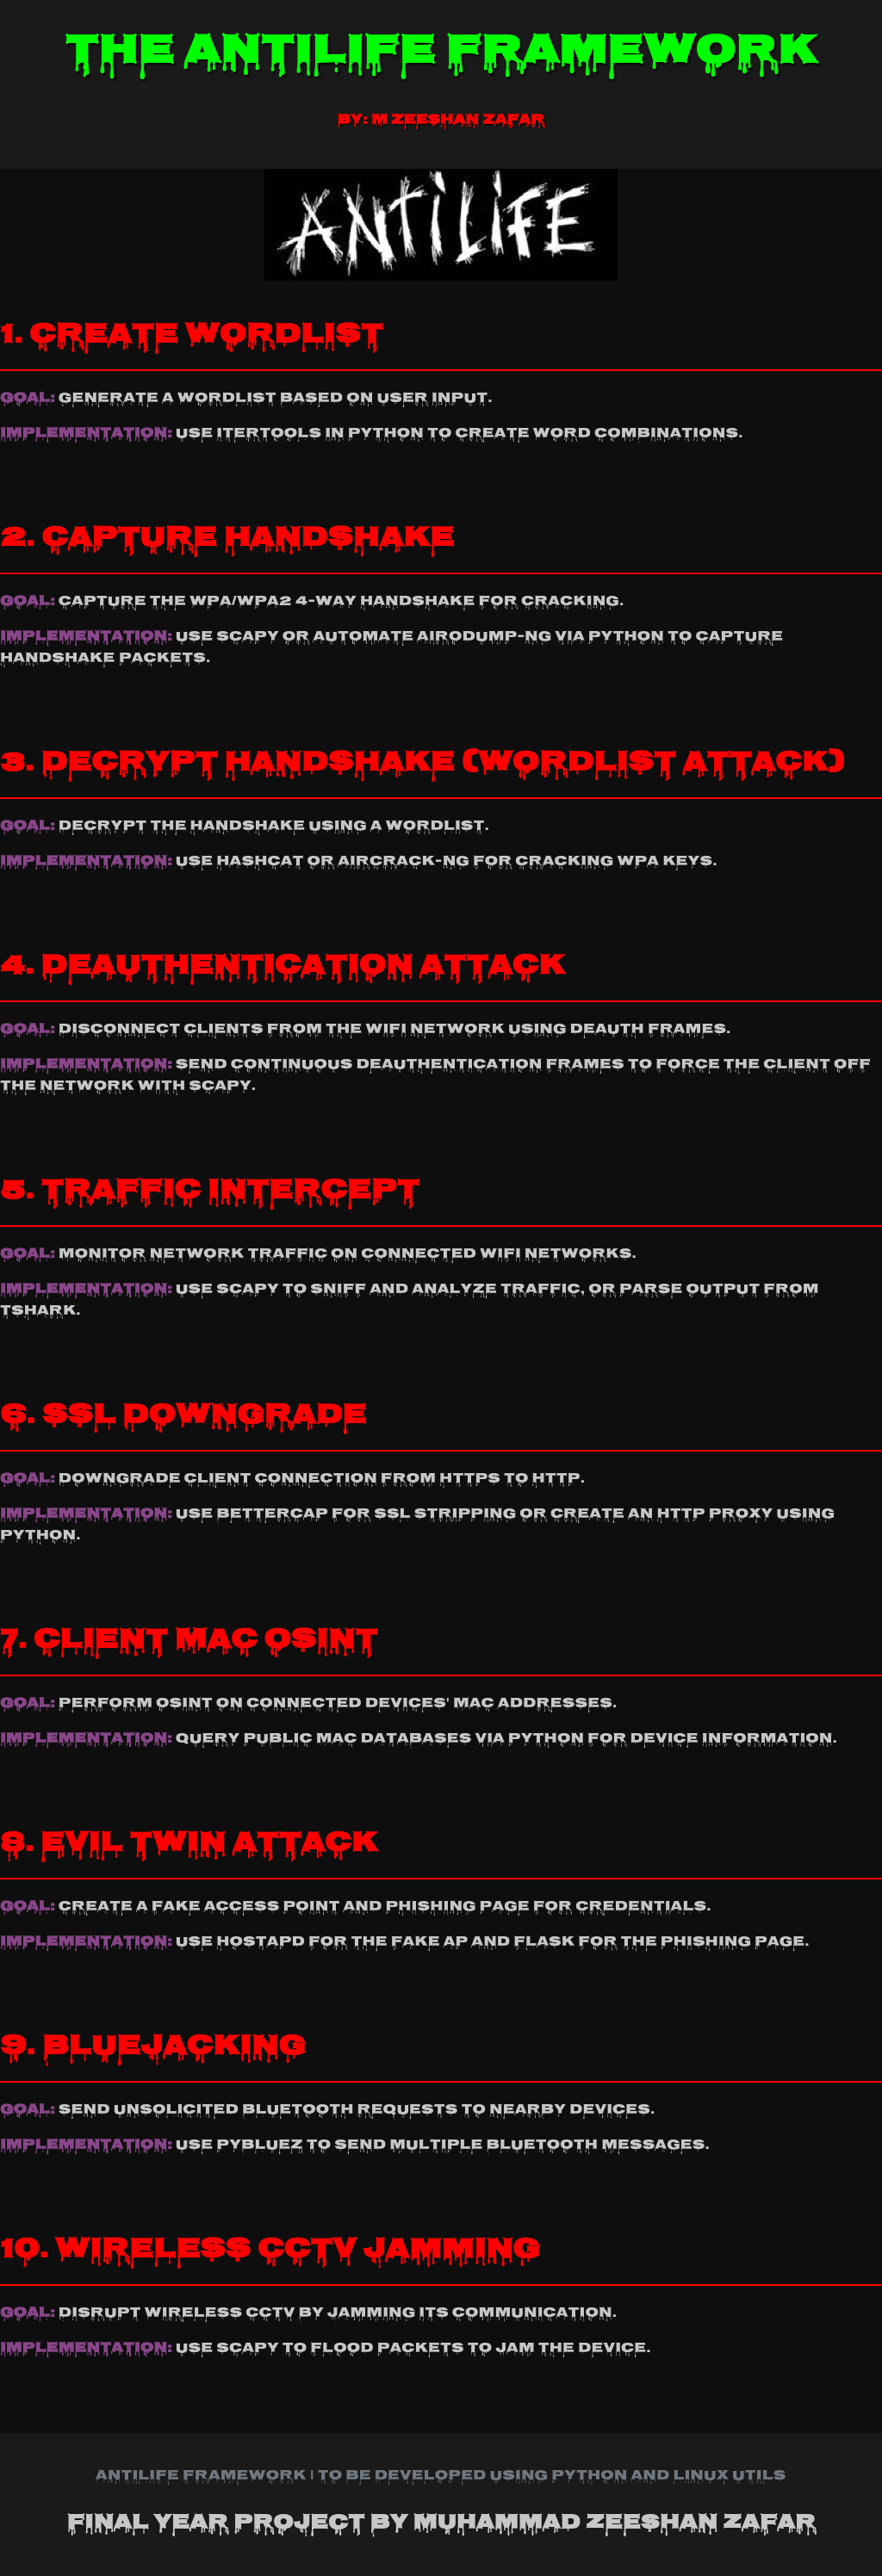 THE ANTILIFE FRAMEWORK
BY: M ZEESHAN ZAFAR
ANTILIFE
1. CREATE WORDLIST
GOAL: GENERATE A WORDLIST BASED ON USER INPUT.
IMPLEMENTATION: USE ITERTOOLS IN PYTHON TO CREATE WORD COMBINATIONS.
2. CAPTURE HANDSHAKE
GOAL: CAPTURE THE WPA/WPA2 4-WAY HANDSHAKE FOR CRACKING.
IMPLEMENTATION: USE SCAPY OR AUTOMATE AIRODUMP-NG VIA PYTHON TO CAPTURE
HANDSHAKE PACKETS.
3. DECRYPT HANDSHAKE (WORDLIST ATTACK)
GOAL: DECRYPT THE HANDSHAKE USING A WORDLIST.
IMPLEMENTATION: USE HASHCAT OR AIRCRACK-NG FOR CRACKING WPA KEYS.
4. DEAUTHENTICATION ATTACK
GOAL: DISCONNECT CLIENTS FROM THE WIFI NETWORK USING DEAUTH FRAMES.
IMPLEMENTATION: SEND CONTINUOUS DEAUTHENTICATION FRAMES TO FORCE THE CLIENT OFF
THE NETWORK WITH SCAPY.
5. TRAFFIC INTERCEPT
GOAL: MONITOR NETWORK TRAFFIC ON CONNECTED WIFI NETWORKS.
IMPLEMENTATION: USE SCAPY TO SNIFF AND ANALYZE TRAFFIC, OR PARSE OUTPUT FROM
TSHARK.
6. SSL DOWNGRADE
GOAL: DOWNGRADE CLIENT CONNECTION FROM HTTPS TO HTTP.
IMPLEMENTATION: USE BETTERCAP FOR SSL STRIPPING OR CREATE AN HTTP PROXY USING
PYTHON.
7. CLIENT MAC OSINT
GOAL: PERFORM OSINT ON CONNECTED DEVICES' MAC ADDRESSES.
IMPLEMENTATION: QUERY PUBLIC MAC DATABASES VIA PYTHON FOR DEVICE INFORMATION.
8. EVIL TWIN ATTACK
GOAL: CREATE A FAKE ACCESS POINT AND PHISHING PAGE FOR CREDENTIALS.
IMPLEMENTATION: USE HOSTAPD FOR THE FAKE AP AND FLASK FOR THE PHISHING PAGE.
9. BLUEJACKING
GOAL: SEND UNSOLICITED BLUETOOTH REQUESTS TO NEARBY DEVICES.
IMPLEMENTATION: USE PYBLUEZ TO SEND MULTIPLE BLUETOOTH MESSAGES.
10. WIRELESS CCTV JAMMING
GOAL: DISRUPT WIRELESS CCTV BY JAMMING ITS COMMUNICATION.
IMPLEMENTATION: USE SCAPY TO FLOOD PACKETS TO JAM THE DEVICE.
ANTILIFE FRAMEWORK | TO BE DEVELOPED USING PYTHON AND LINUX UTILS
FINAL YEAR PROJECT BY MUHAMMAD ZEESHAN ZAFAR